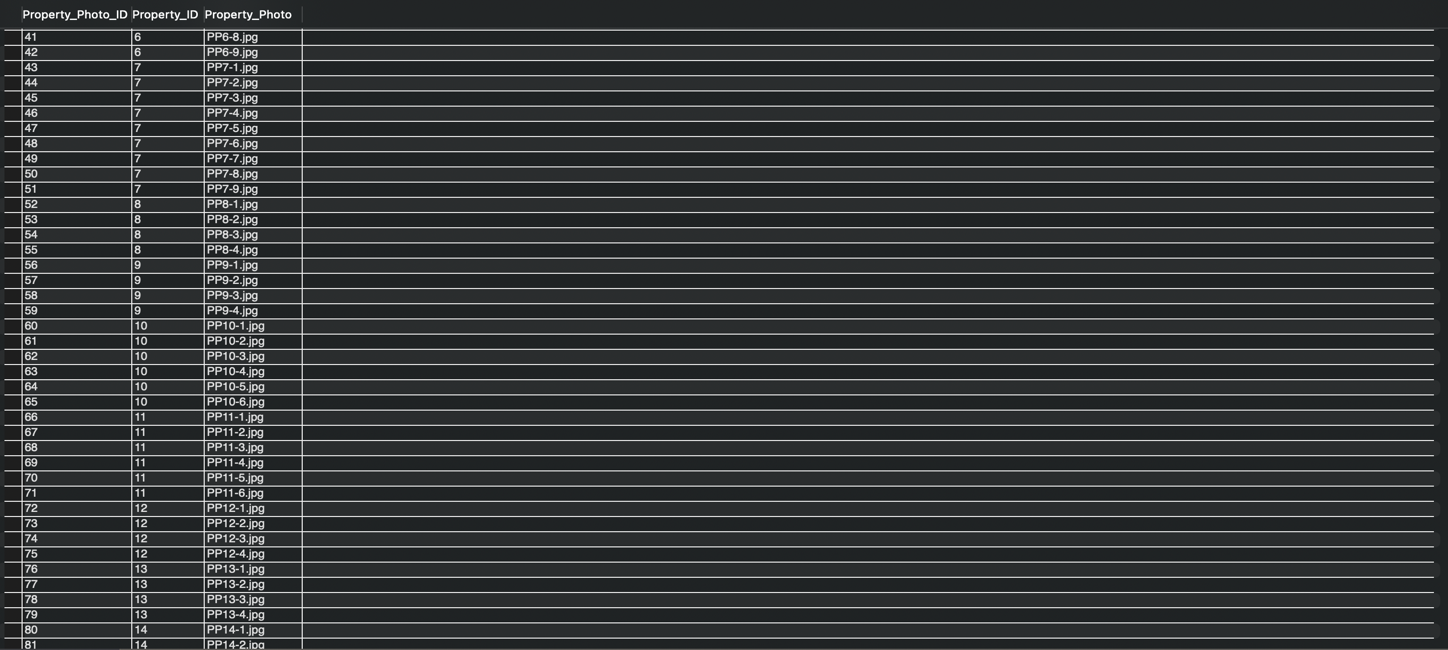 Property_Photo_ID Property_ID Property_Photo
41 6 PP6-8.jpg
42 6 PP6-9.jpg
43 7 PP7-1.jpg
44 7 PP7-2.jpg
45 7 PP7-3.jpg
46 7 PP7-4.jpg
47 7 PP7-5.jpg
48 7 PP7-6.jpg
49 7 PP7-7.jpg
50 7 PP7-8.jpg
51 7 PP7-9.jpg
52 8 PP8-1.jpg
53 8 PP8-2.jpg
54 8 PP8-3.jpg
55 8 PP8-4.jpg
56 9 PP9-1.jpg
57 9 PP9-2.jpg
58 9 PP9-3.jpg
59 9 PP9-4.jpg
60 10 PP10-1.jpg
61 10 PP10-2.jpg
62 10 PP10-3.jpg
63 10 PP10-4.jpg
64 10 PP10-5.jpg
65 10 PP10-6.jpg
66 11 PP11-1.jpg
67 11 PP11-2.jpg
68 11 PP11-3.jpg
69 11 PP11-4.jpg
70 11 PP11-5.jpg
71 11 PP11-6.jpg
72 12 PP12-1.jpg
73 12 PP12-2.jpg
74 12 PP12-3.jpg
75 12 PP12-4.jpg
76 13 PP13-1.jpg
77 13 PP13-2.jpg
78 13 PP13-3.jpg
79 13 PP13-4.jpg
80 14 PP14-1.jpg
81 14 PP14-2.jpg